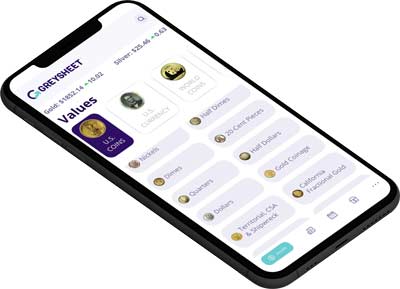 GREYSHEET
Gold: $1852.14 10.02
Silver: $25.46 0.63
Values
U.S.
COINS
U.S.
CURRENCY
WORLD
COINS
Nickels
Half Dimes
Dimes
20 Cent Pieces
Quarters
Half Dollars
Dollars
Gold Coinage
Territorial, CSA
& Shipwreck
California
Fractional Gold